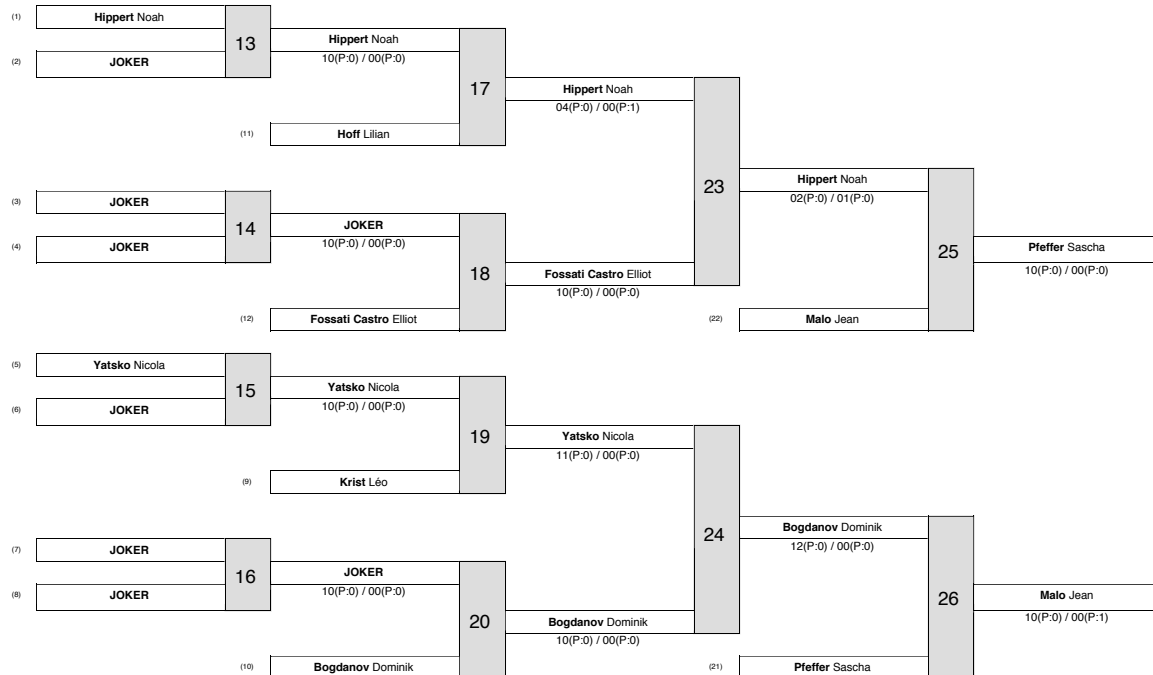 (1) Hippert Noah
13
Hippert Noah
10(P:0) / 00(P:0)
(2) JOKER
17
Hippert Noah
04(P:0) / 00(P:1)
(11) Hoff Lilian
23
Hippert Noah
02(P:0) / 01(P:0)
(3) JOKER
14
JOKER
10(P:0) / 00(P:0)
(4) JOKER
18
Fossati Castro Elliot
10(P:0) / 00(P:0)
(12) Fossati Castro Elliot
25
Pfeffer Sascha
10(P:0) / 00(P:0)
(22) Malo Jean
(5) Yatsko Nicola
15
Yatsko Nicola
10(P:0) / 00(P:0)
(6) JOKER
19
Yatsko Nicola
11(P:0) / 00(P:0)
(9) Krist Léo
24
Bogdanov Dominik
12(P:0) / 00(P:0)
(7) JOKER
16
JOKER
10(P:0) / 00(P:0)
(8) JOKER
20
Bogdanov Dominik
10(P:0) / 00(P:0)
26
Malo Jean
10(P:0) / 00(P:1)
(10) Bogdanov Dominik
(21) Pfeffer Sascha